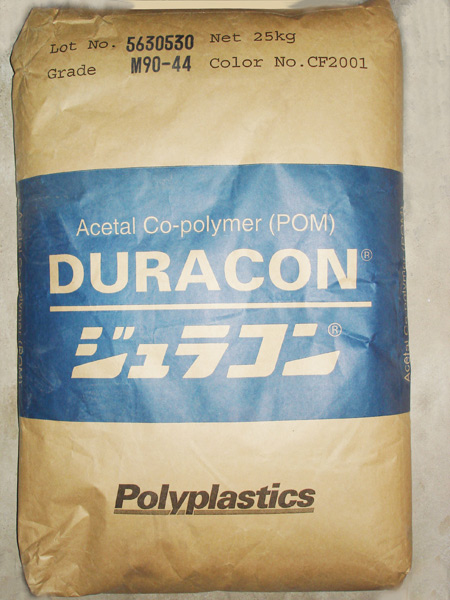 Lot No. 5630530 Net 25kg
Grade M90-44 Color No.CF2001
Acetal Co-polymer (POM)
DURACON®
ジュラコン®
Polyplastics